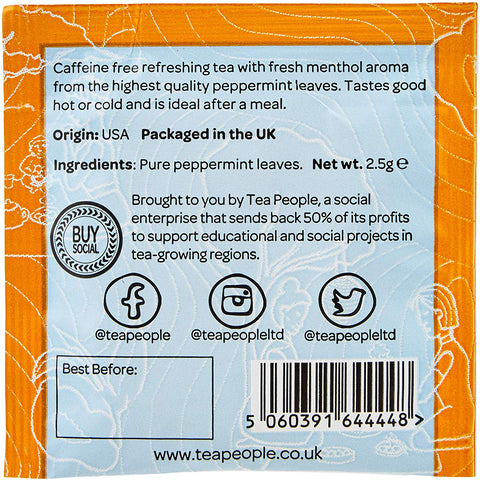 Caffeine free refreshing tea with fresh menthol aroma
from the highest quality peppermint leaves. Tastes good
hot or cold and is ideal after a meal.
Origin: USA Packaged in the UK
Ingredients: Pure peppermint leaves. Net wt. 2.5g ℮
Brought to you by Tea People, a social
enterprise that sends back 50% of its profits
to support educational and social projects in
tea-growing regions.
BUY
SOCIAL
@teapeople @teapeopleltd @teapeopleltd
Best Before:
5 060391 644448 >
www.teapeople.co.uk